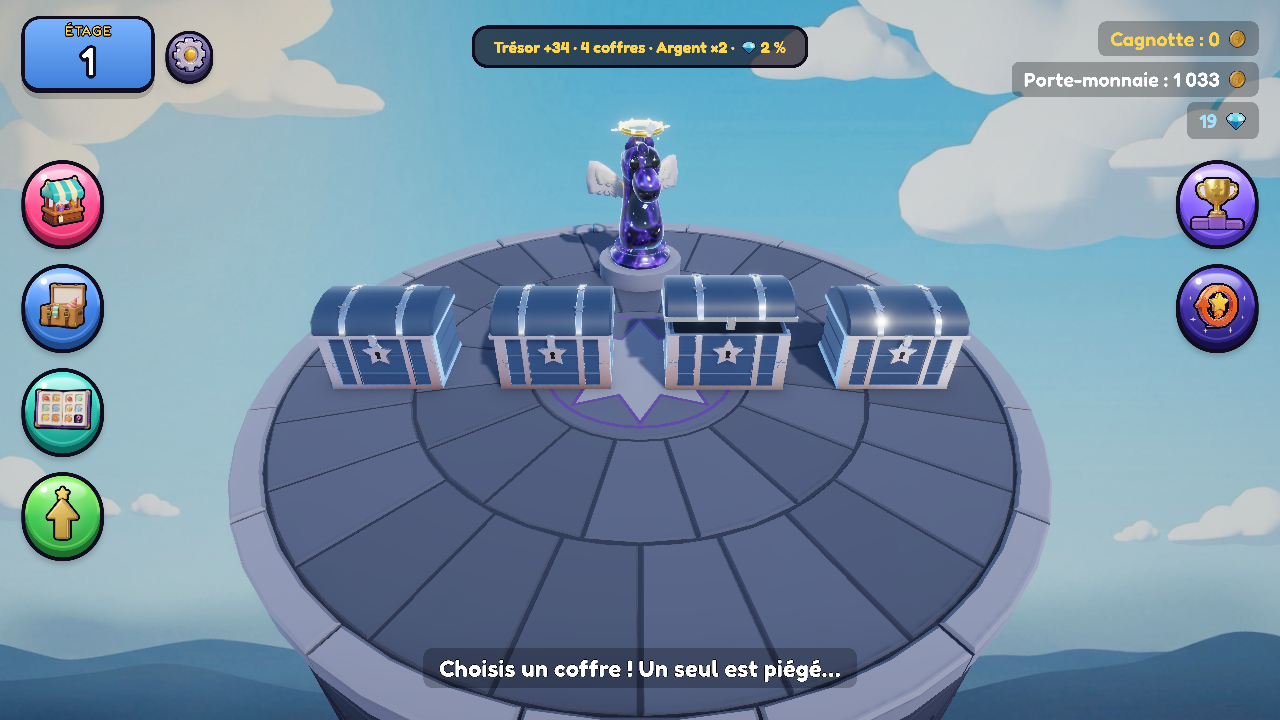 ÉTAGE
1
Trésor +34 · 4 coffres · Argent ×2 · 2 %
Cagnotte : 0
Porte-monnaie : 1 033
19
Choisis un coffre ! Un seul est piégé...